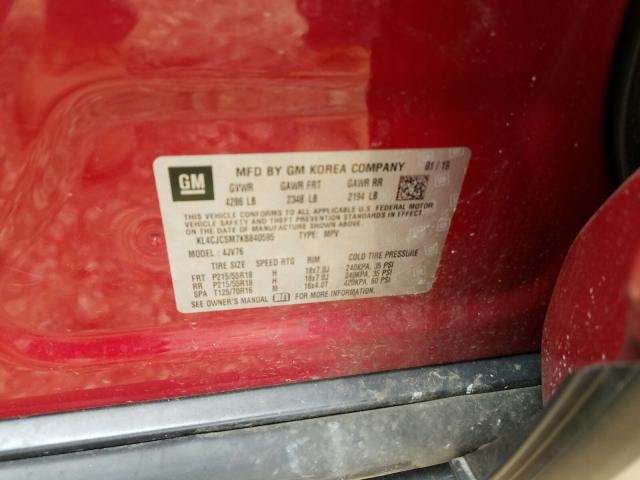 GM
MFD BY GM KOREA COMPANY 01/19
GVWR GAWR FRT GAWR RR
4286 LB 2348 LB 2194 LB
THIS VEHICLE CONFORMS TO ALL APPLICABLE U.S. FEDERAL MOTOR
VEHICLE SAFETY AND THEFT PREVENTION STANDARDS IN EFFECT
ON THE DATE OF MANUFACTURE SHOWN ABOVE.
KL4CJCSM7KB840595 TYPE: MPV
MODEL: 4JV76
TIRE SIZE SPEED RTG RIM COLD TIRE PRESSURE
FRT P215/55R18 H 18x7.0J 240KPA, 35 PSI
RR P215/55R18 H 18x7.0J 240KPA, 35 PSI
SPA T125/70R16 M 16x4.0T 420KPA, 60 PSI
SEE OWNER'S MANUAL FOR MORE INFORMATION.